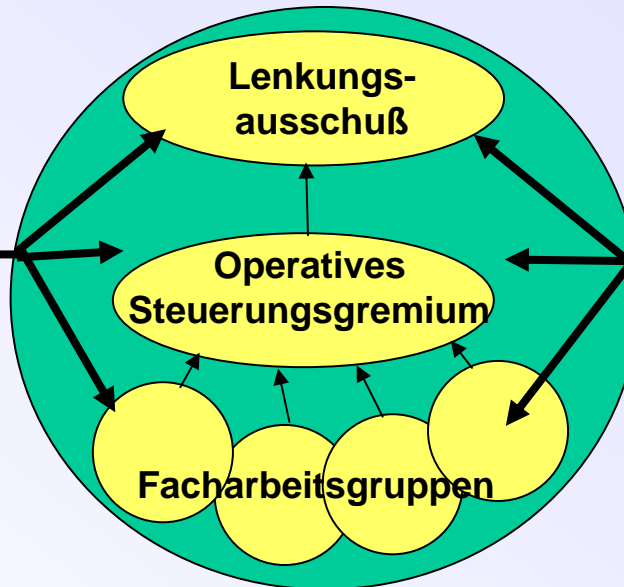 Lenkungs-
ausschuß
Operatives
Steuerungsgremium
Facharbeitsgruppen